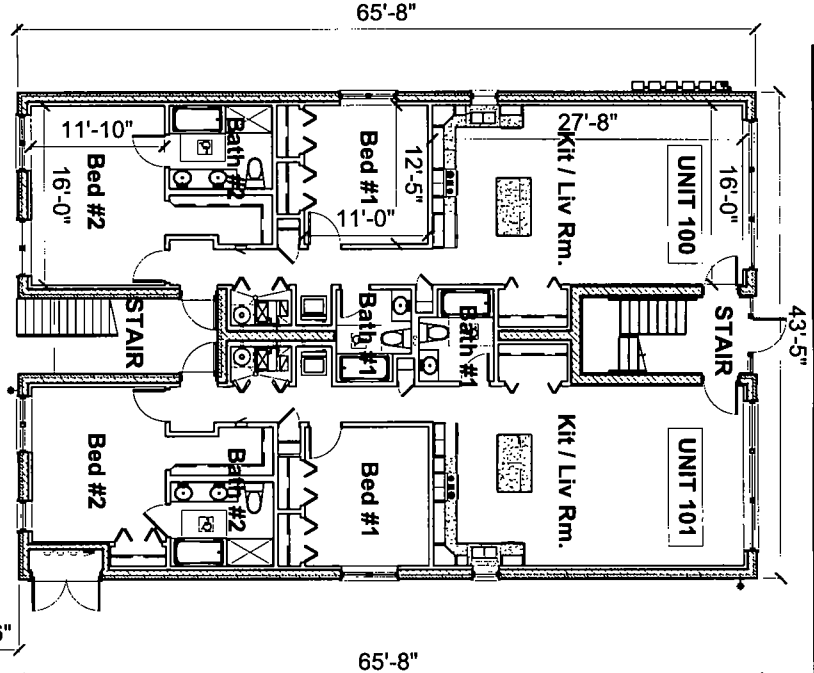 65'-8"
11'-10"
16'-0"
Bed #2
Bath #2
Bed #1
12'-5"
11'-0"
27'-8"
Kit / Liv Rm.
UNIT 100
16'-0"
STAIR
Bath #1
Bath #1
STAIR
43'-5"
Bed #2
Bath #2
Bed #1
Kit / Liv Rm.
UNIT 101
65'-8"